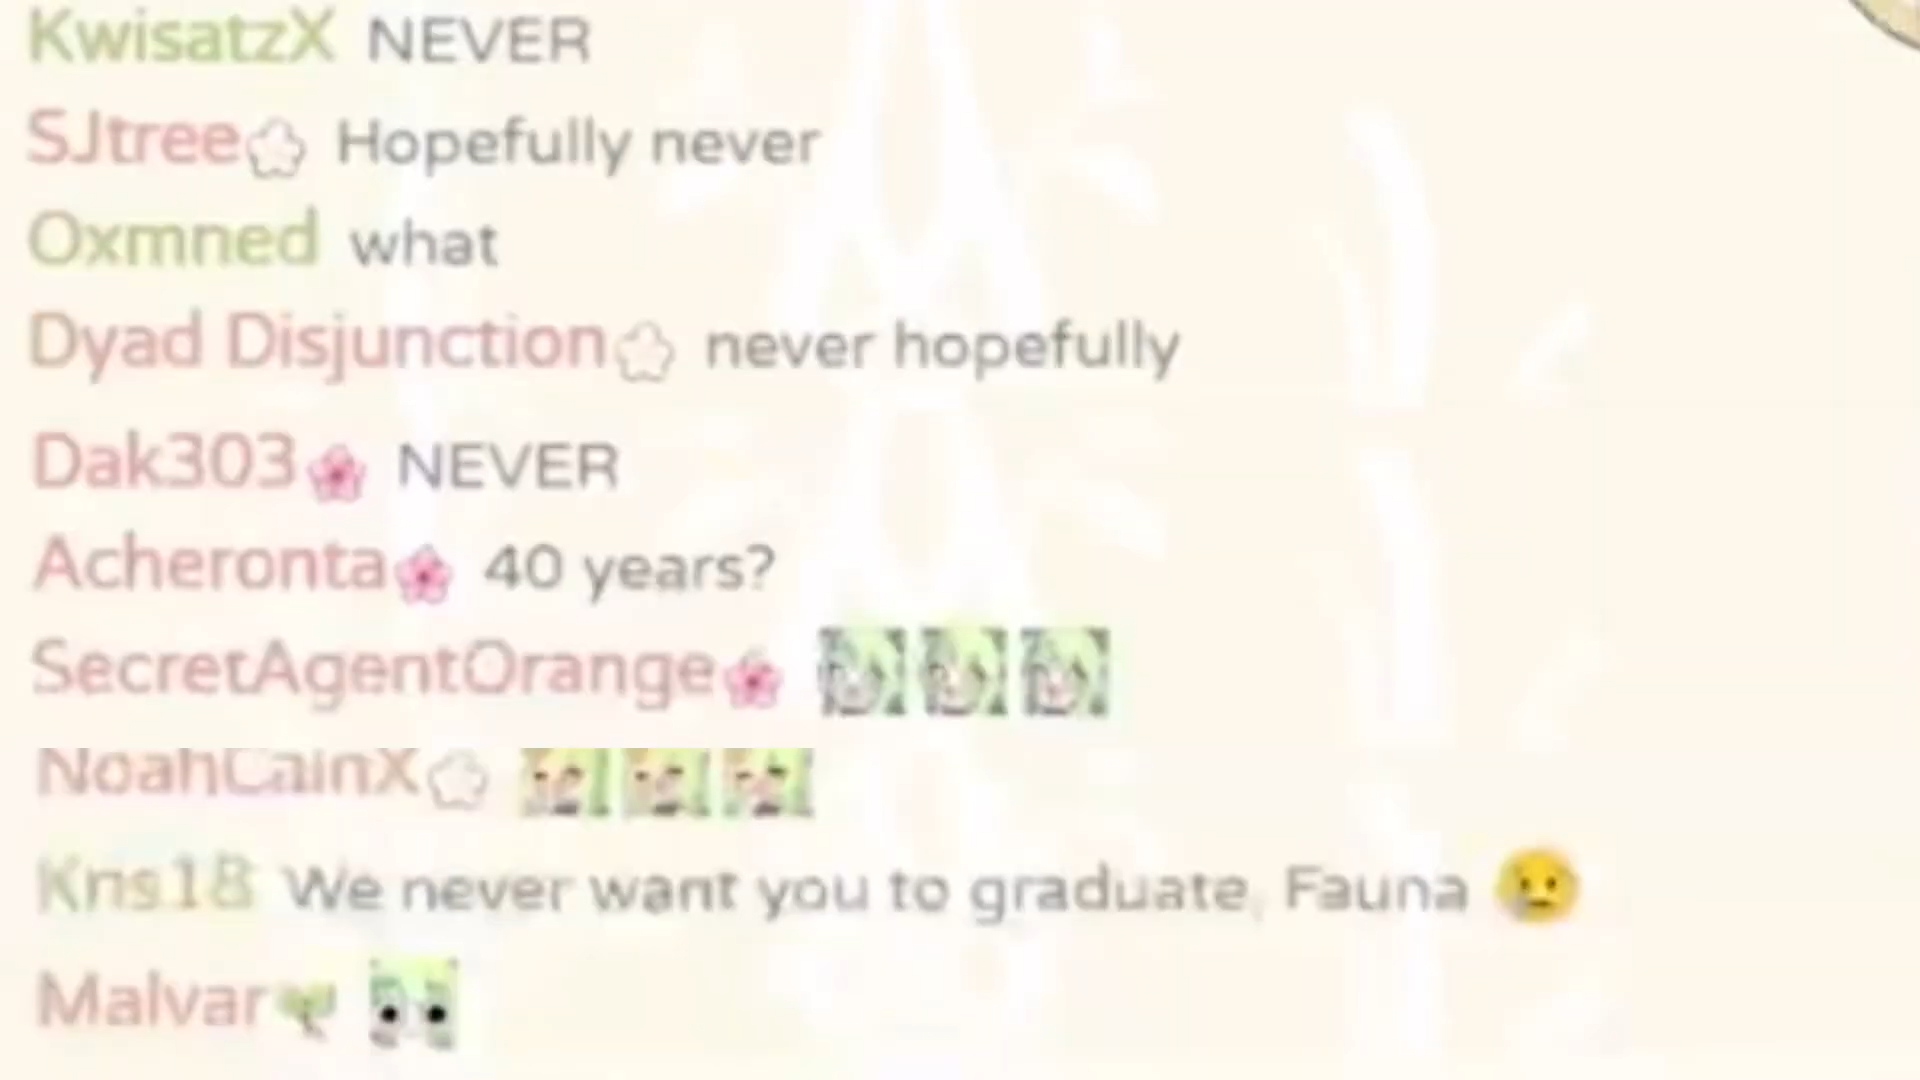 KwisatzX NEVER
SJtree Hopefully never
Oxmned what
Dyad Disjunction never hopefully
Dak303 NEVER
Acheronta 40 years?
SecretAgentOrange
NoahCainX
Kris18 We never want you to graduate, Fauna 😢
Malvar